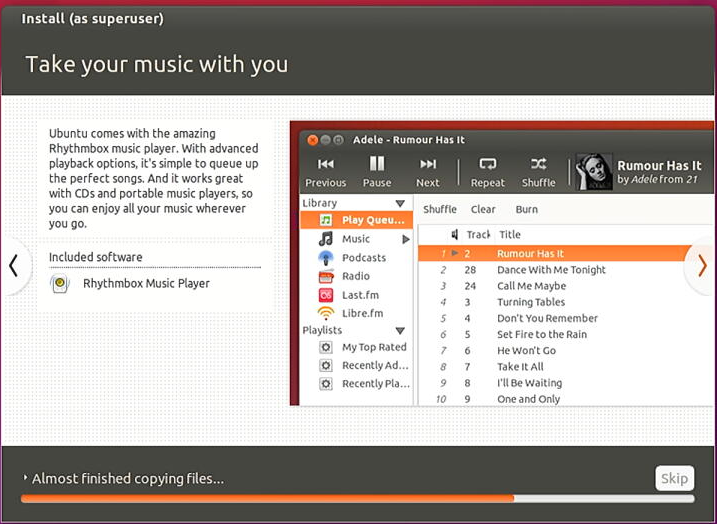 Install (as superuser)
Take your music with you
Ubuntu comes with the amazing
Rhythmbox music player. With advanced
playback options, it's simple to queue up
the perfect songs. And it works great
with CDs and portable music players, so
you can enjoy all your music wherever
you go.
Included software
Rhythmbox Music Player
Adele - Rumour Has It
Previous Pause Next Repeat Shuffle
Rumour Has It
by Adele from 21
Library
Play Queu...
Music
Podcasts
Radio
Last.fm
Libre.fm
Playlists
My Top Rated
Recently Ad...
Recently Pla...
Shuffle Clear Burn
Track Title
1 2 Rumour Has It
2 28 Dance With Me Tonight
3 24 Call Me Maybe
4 3 Turning Tables
5 4 Don't You Remember
6 5 Set Fire to the Rain
7 6 He Won't Go
8 7 Take It All
9 8 I'll Be Waiting
10 9 One and Only
Almost finished copying files...
Skip